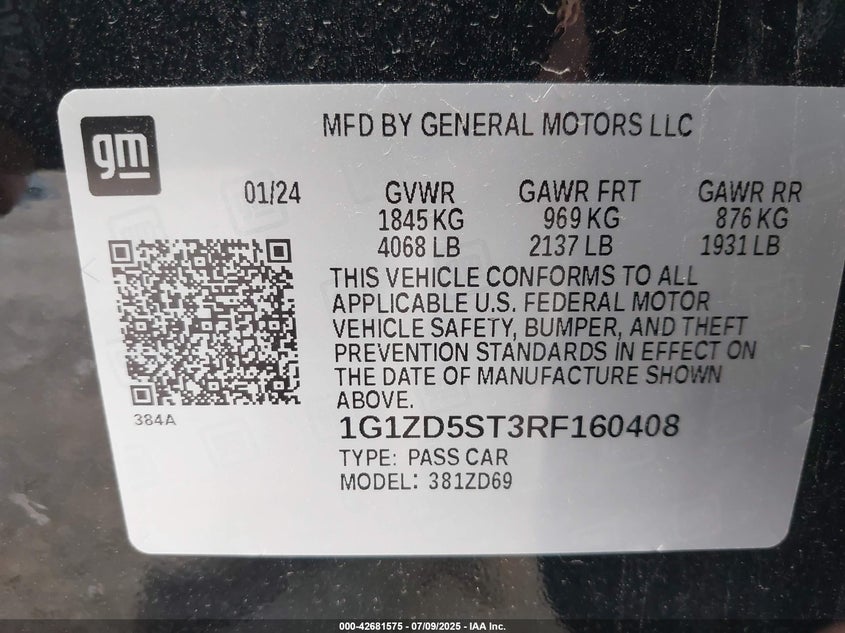 gm
MFD BY GENERAL MOTORS LLC
01/24
GVWR GAWR FRT GAWR RR
1845 KG 969 KG 876 KG
4068 LB 2137 LB 1931 LB
THIS VEHICLE CONFORMS TO ALL
APPLICABLE U.S. FEDERAL MOTOR
VEHICLE SAFETY, BUMPER, AND THEFT
PREVENTION STANDARDS IN EFFECT ON
THE DATE OF MANUFACTURE SHOWN
ABOVE.
384A
1G1ZD5ST3RF160408
TYPE: PASS CAR
MODEL: 381ZD69
000-42681575 - 07/09/2025 - IAA Inc.